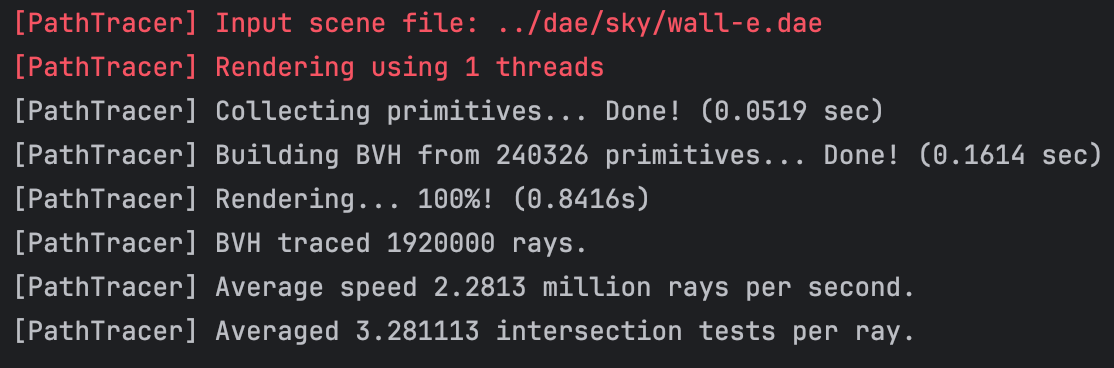 [PathTracer] Input scene file: ../dae/sky/wall-e.dae
[PathTracer] Rendering using 1 threads
[PathTracer] Collecting primitives... Done! (0.0519 sec)
[PathTracer] Building BVH from 240326 primitives... Done! (0.1614 sec)
[PathTracer] Rendering... 100%! (0.8416s)
[PathTracer] BVH traced 1920000 rays.
[PathTracer] Average speed 2.2813 million rays per second.
[PathTracer] Averaged 3.281113 intersection tests per ray.